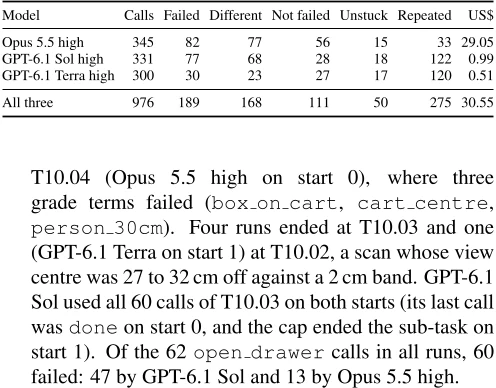 Model Calls Failed Different Not failed Unstuck Repeated US$
Opus 5.5 high 345 82 77 56 15 33 29.05
GPT-6.1 Sol high 331 77 68 28 18 122 0.99
GPT-6.1 Terra high 300 30 23 27 17 120 0.51
All three 976 189 168 111 50 275 30.55
T10.04 (Opus 5.5 high on start 0), where three
grade terms failed (box_on_cart, cart_centre,
person_30cm). Four runs ended at T10.03 and one
(GPT-6.1 Terra on start 1) at T10.02, a scan whose view
centre was 27 to 32 cm off against a 2 cm band. GPT-6.1
Sol used all 60 calls of T10.03 on both starts (its last call
was done on start 0, and the cap ended the sub-task on
start 1). Of the 62 open_drawer calls in all runs, 60
failed: 47 by GPT-6.1 Sol and 13 by Opus 5.5 high.